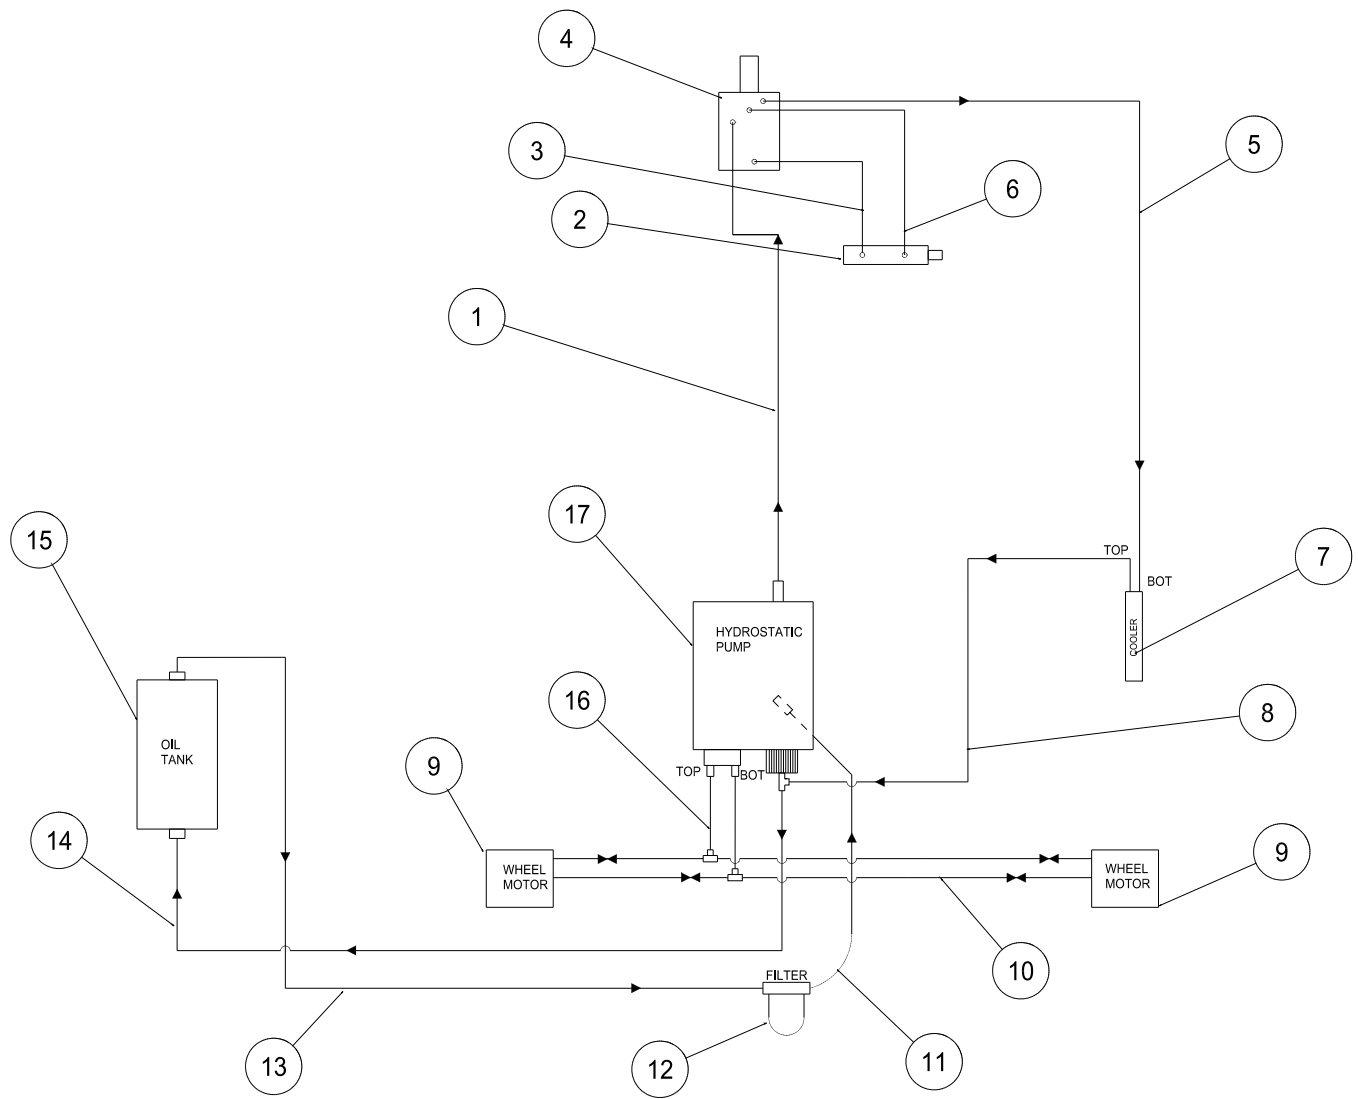 4
3
5
6
2
1
17
15
TOP
7
BOT
COOLER
HYDROSTATIC
PUMP
16
8
OIL
TANK
9
TOP
BOT
14
WHEEL
MOTOR
WHEEL
MOTOR
9
10
FILTER
13
12
11